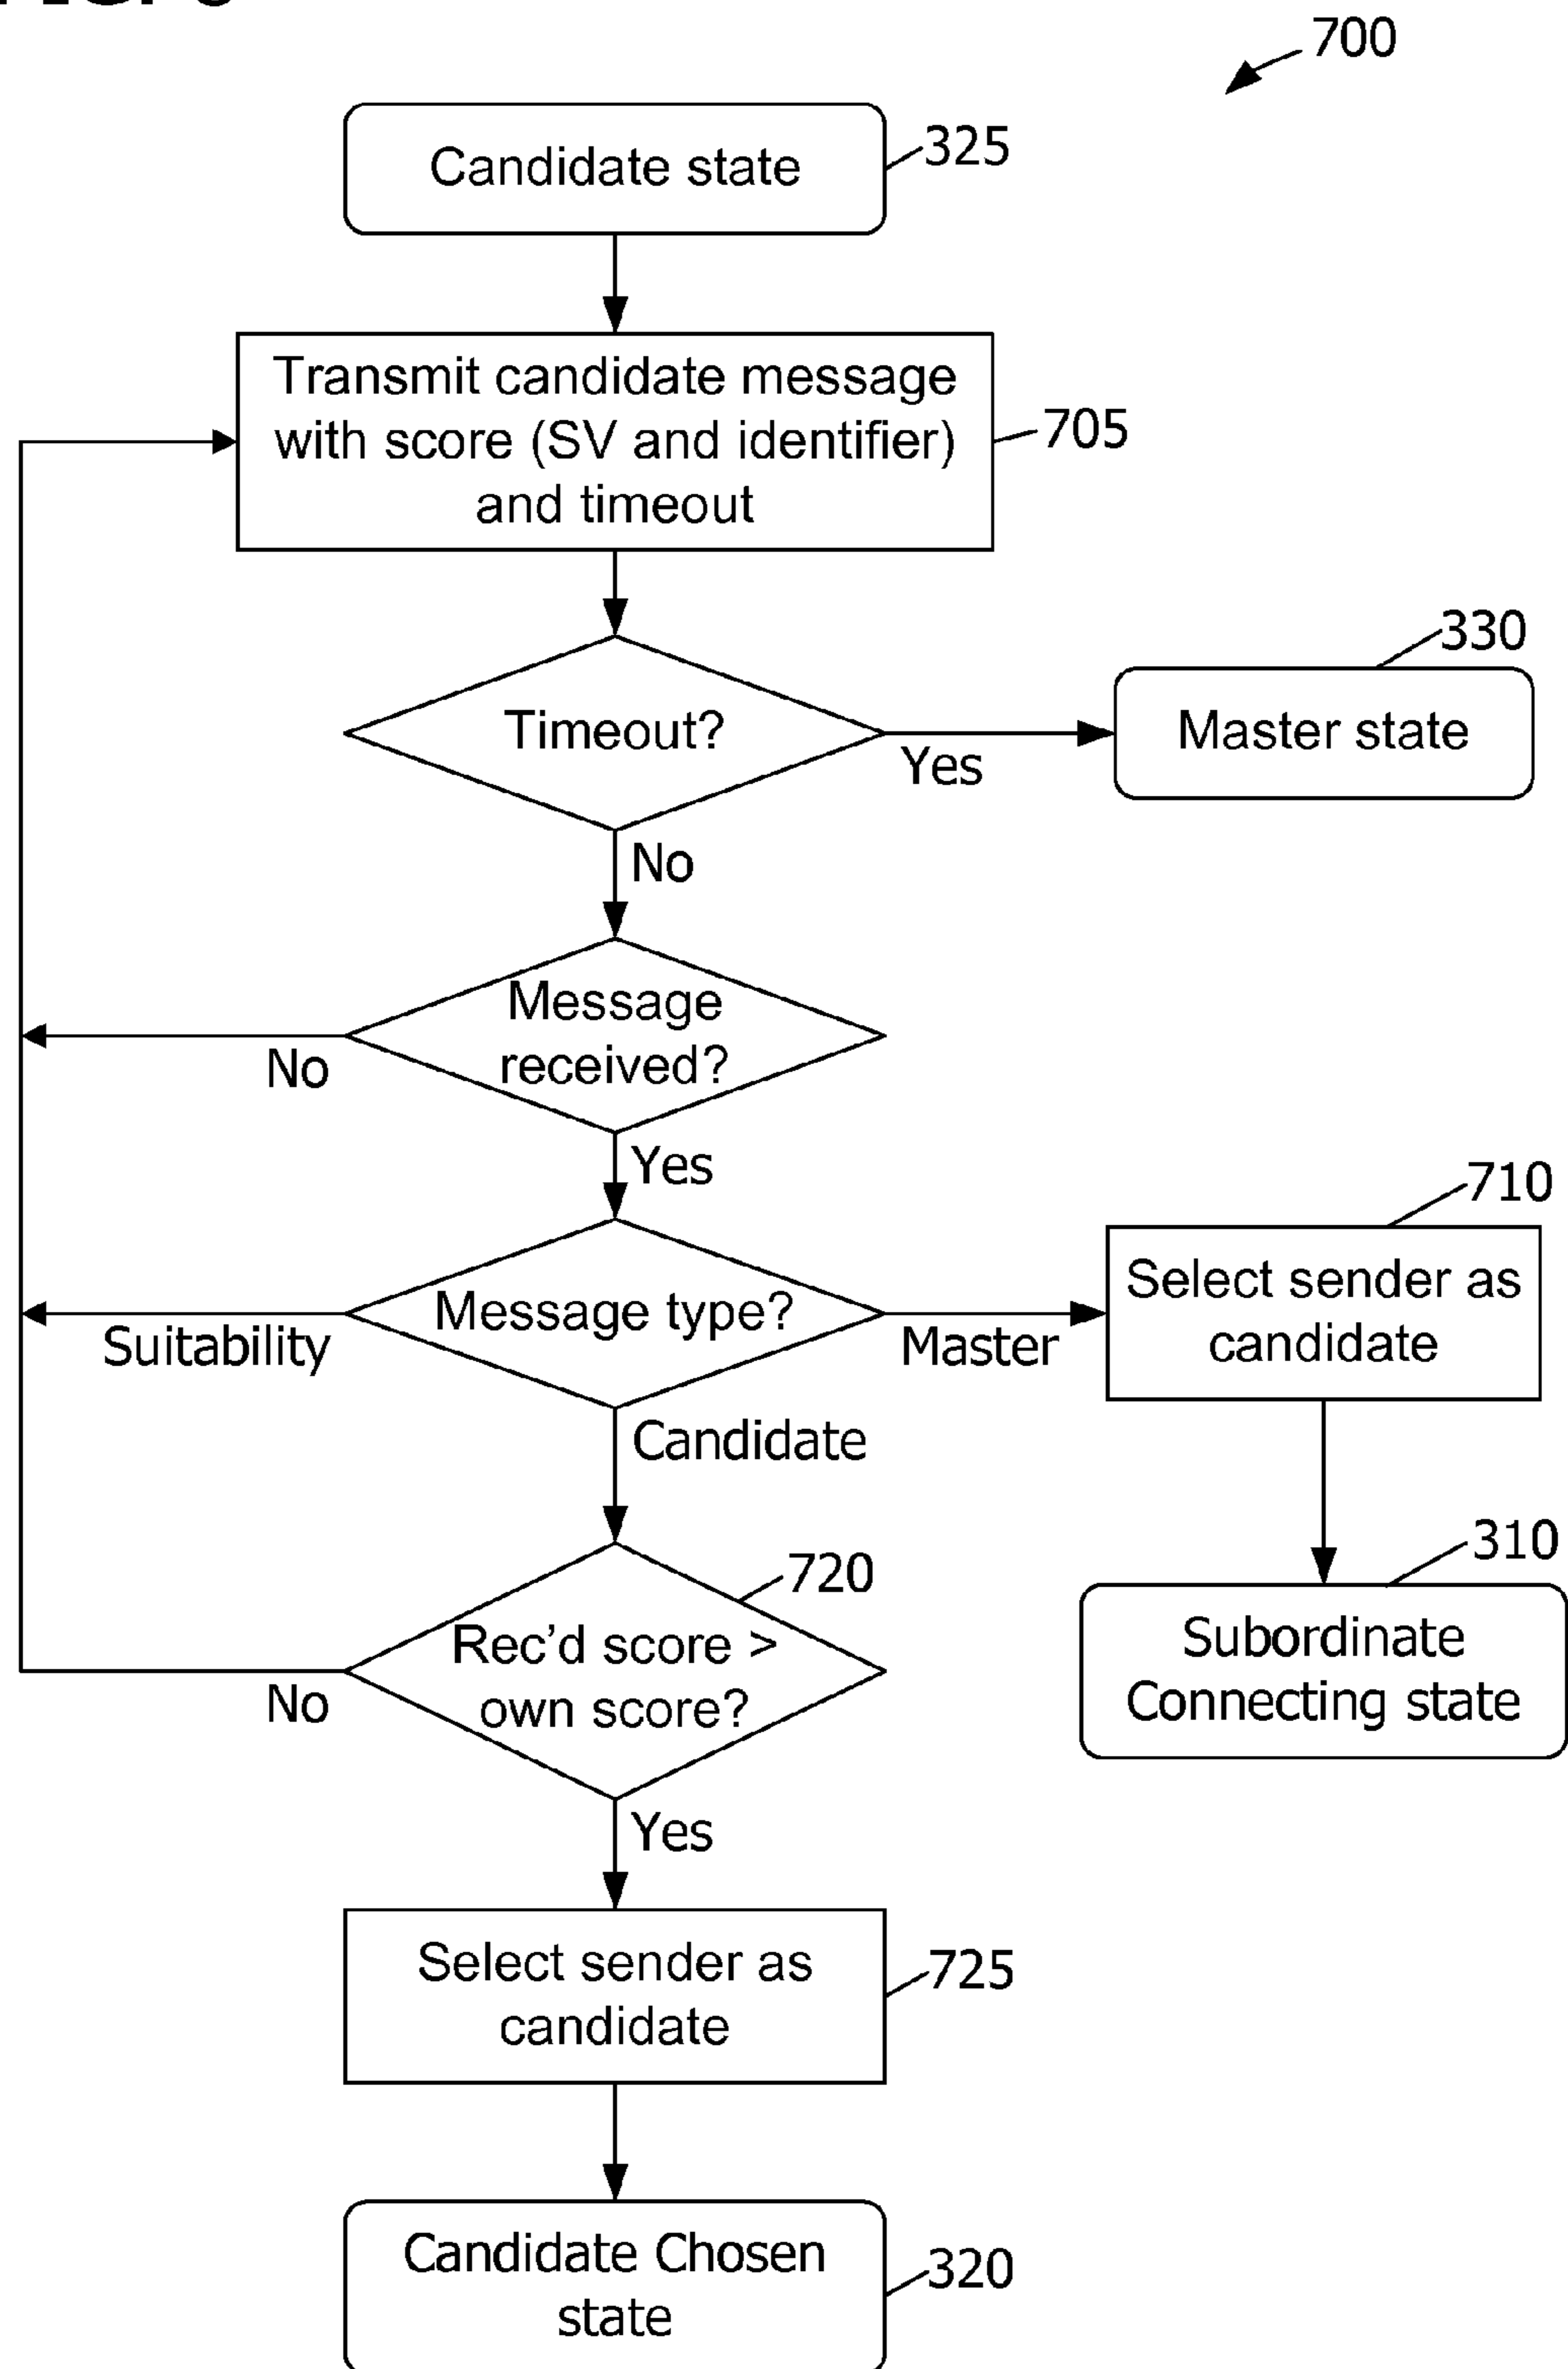 700
Candidate state
325
Transmit candidate message
with score (SV and identifier)
and timeout
705
Timeout?
Yes
330
Master state
No
Message
received?
No
Yes
710
Message type?
Suitability
Master
Select sender as
candidate
Candidate
310
Subordinate
Connecting state
720
Rec'd score >
own score?
No
Yes
Select sender as
candidate
725
Candidate Chosen
state
320